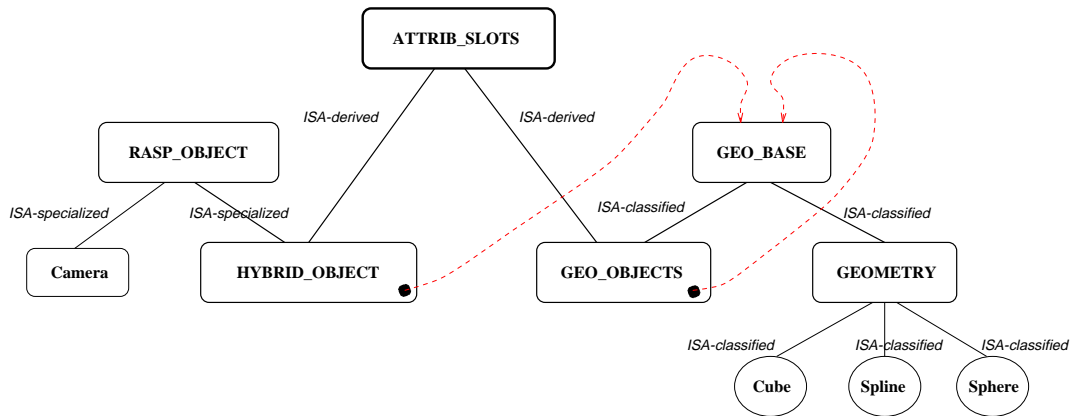 ATTRIB_SLOTS
ISA-derived
ISA-derived
RASP_OBJECT
GEO_BASE
ISA-specialized
ISA-specialized
ISA-classified
ISA-classified
Camera
HYBRID_OBJECT
GEO_OBJECTS
GEOMETRY
ISA-classified
ISA-classified
ISA-classified
Cube
Spline
Sphere